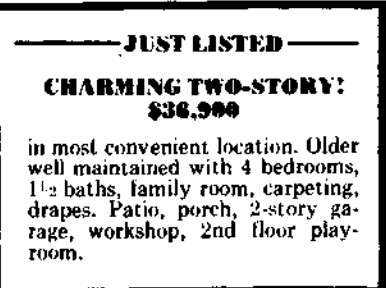 JUST LISTED
CHARMING TWO-STORY!
$36,900
in most convenient location. Older
well maintained with 4 bedrooms,
1½ baths, family room, carpeting,
drapes. Patio, porch, 2-story ga-
rage, workshop, 2nd floor play-
room.